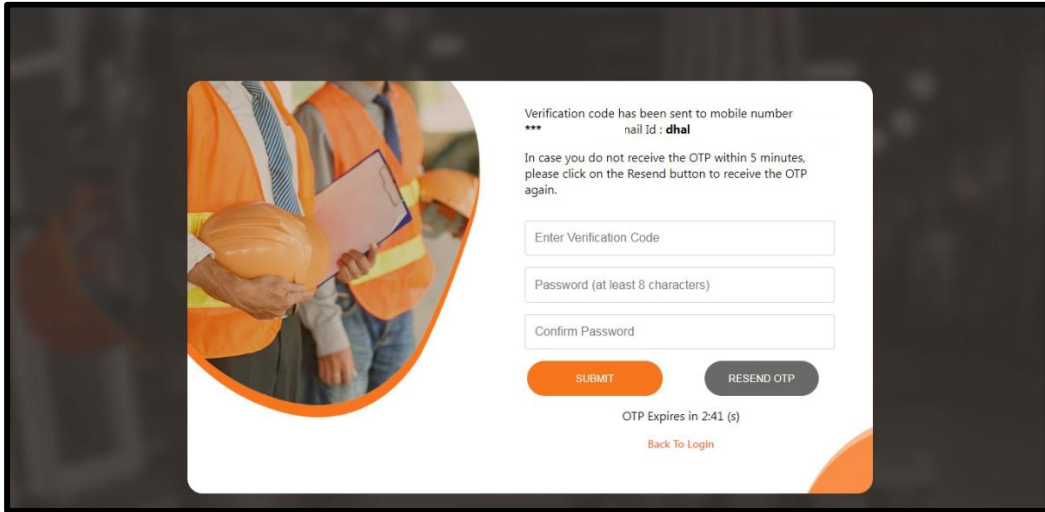 Verification code has been sent to mobile number
*** nail Id : dhal
In case you do not receive the OTP within 5 minutes,
please click on the Resend button to receive the OTP
again.
Enter Verification Code
Password (at least 8 characters)
Confirm Password
SUBMIT RESEND OTP
OTP Expires in 2:41 (s)
Back To Login